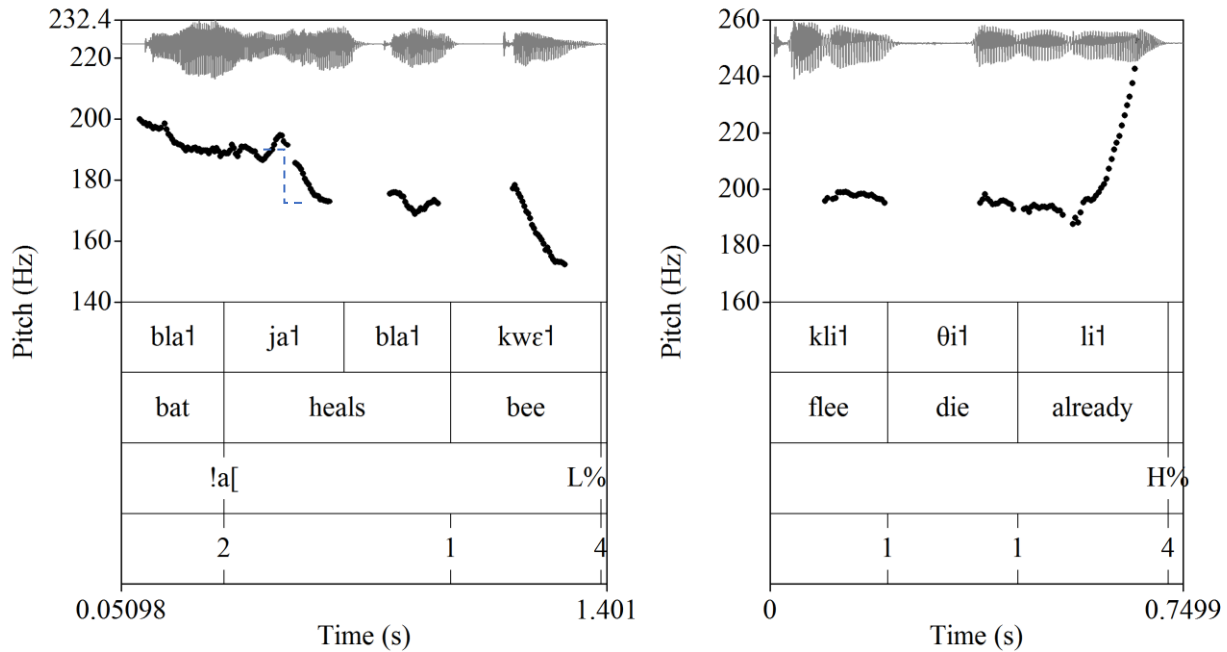 232.4
220
200
180
160
140
Pitch (Hz)
bla˦ ja˦ bla˦ kwɛ˦
bat heals bee
!a[ L%
2 1 4
0.05098 1.401
Time (s)
260
240
220
200
180
160
Pitch (Hz)
kli˦ θi˦ li˦
flee die already
H%
1 1 4
0 0.7499
Time (s)